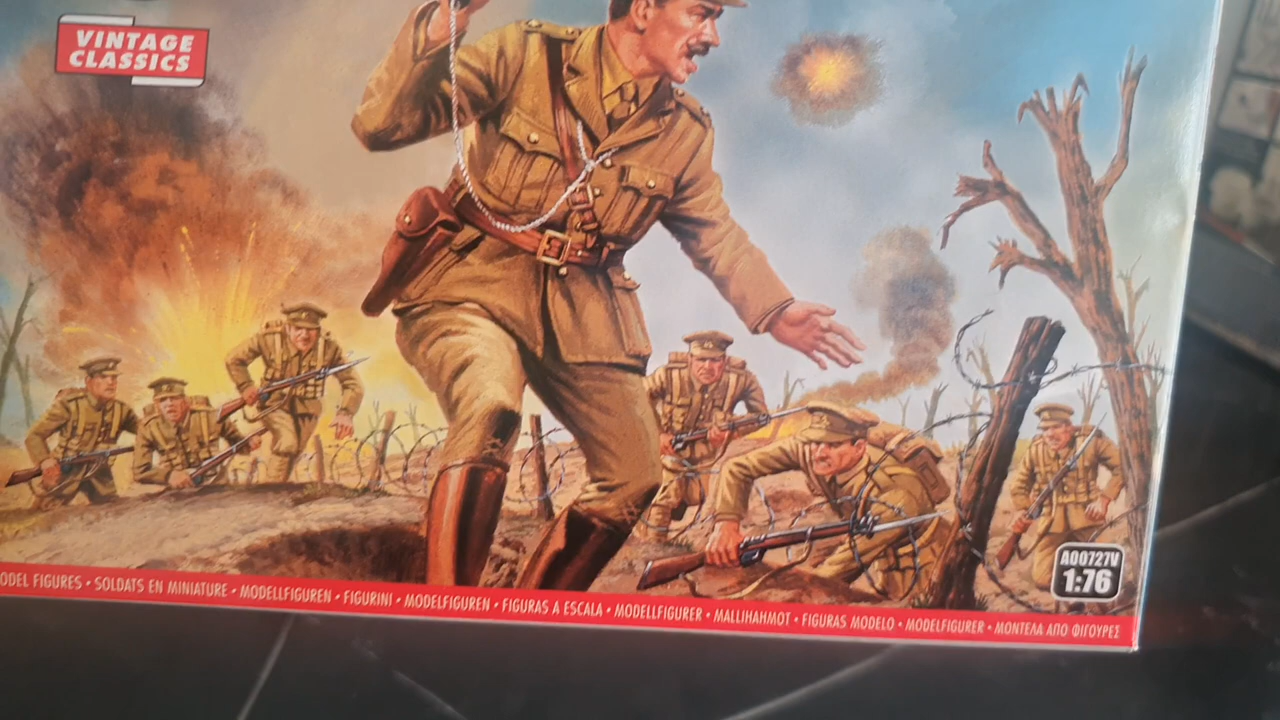 VINTAGE
CLASSICS
A00727V
1:76
ODEL FIGURES • SOLDATS EN MINIATURE • MODELLFIGUREN • FIGURINI • MODELFIGUREN • FIGURAS A ESCALA • MODELLFIGURER • MALLIHAHMOT • FIGURAS MODELO • MODELFIGURER • ΜΟΝΤΕΛΑ ΑΠΟ ΦΙΓΟΥΡΕΣ